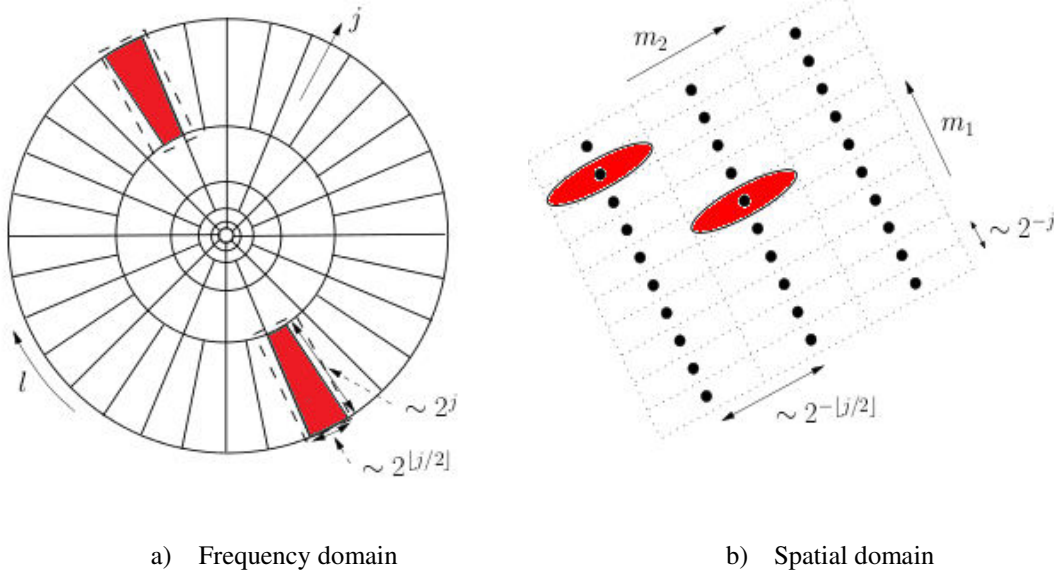 j
l
∼ 2^j
∼ 2^{⌊j/2⌋}
m_2
m_1
∼ 2^{-j}
∼ 2^{-⌊j/2⌋}
a) Frequency domain
b) Spatial domain